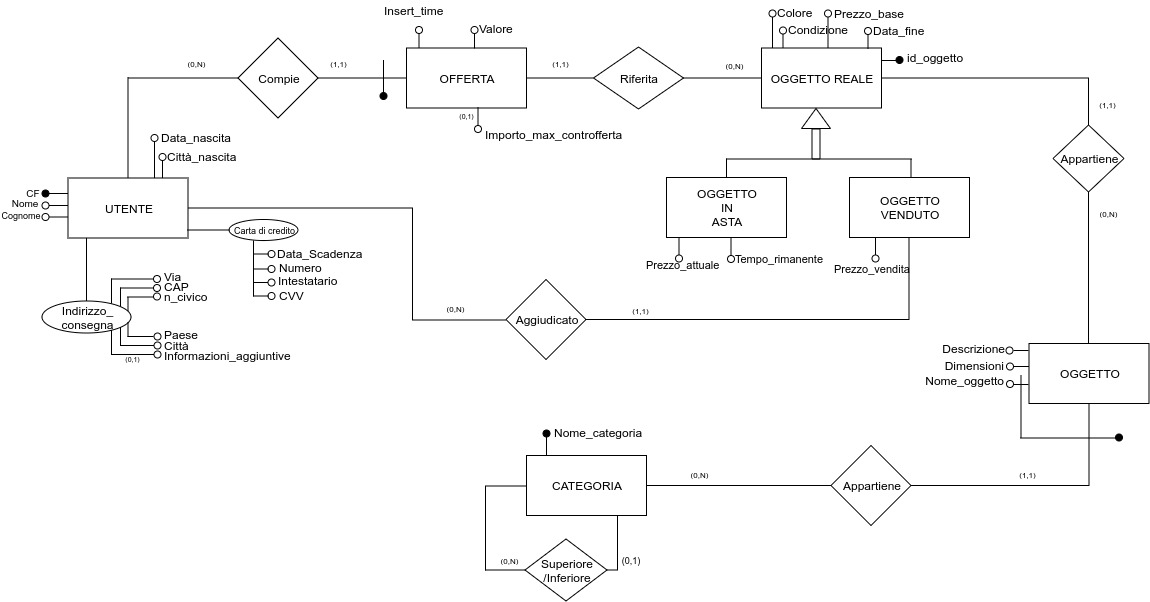 Insert_time
Valore
Colore
Prezzo_base
Condizione
Data_fine
id_oggetto
(0,N)
Compie
(1,1)
OFFERTA
(1,1)
Riferita
(0,N)
OGGETTO REALE
(1,1)
(0,1)
Importo_max_controfferta
Appartiene
(0,N)
Data_nascita
Città_nascita
CF
Nome
Cognome
UTENTE
Carta di credito
Data_Scadenza
Numero
Intestatario
CVV
OGGETTO
IN
ASTA
OGGETTO
VENDUTO
Prezzo_attuale
Tempo_rimanente
Prezzo_vendita
Via
CAP
n_civico
Indirizzo_
consegna
Paese
Città
Informazioni_aggiuntive
(0,1)
(0,N)
Aggiudicato
(1,1)
Descrizione
Dimensioni
Nome_oggetto
OGGETTO
Nome_categoria
CATEGORIA
(0,N)
Appartiene
(1,1)
(0,N)
Superiore
/Inferiore
(0,1)